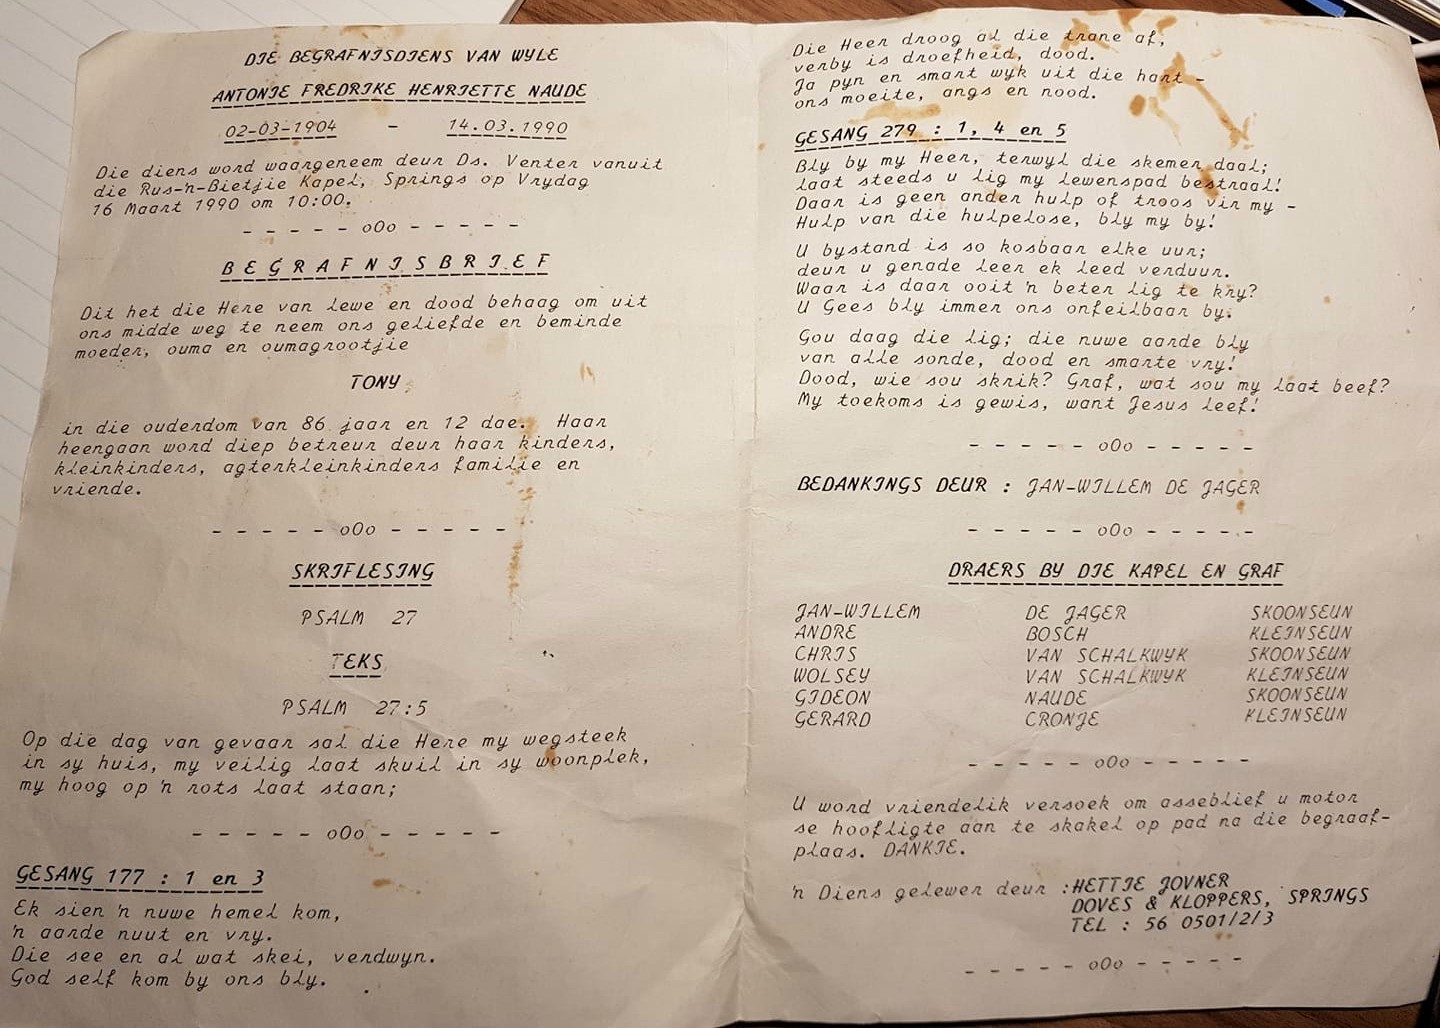 DIE BEGRAFNISDIENS VAN WYLE
ANTONIE FREDRIKE HENRIETTE NAUDE
02-03-1904 - 14.03.1990
Die diens word waargeneem deur Ds. Venter vanuit
die Rus-'n-Bietjie Kapel, Springs op Vrydag
16 Maart 1990 om 10:00.
- - - - - oOo - - - - -
B E G R A F N I S B R I E F
Dit het die Here van lewe en dood behaag om uit
ons midde weg te neem ons geliefde en beminde
moeder, ouma en oumagrootjie
TONY
in die ouderdom van 86 jaar en 12 dae. Haar
heengaan word diep betreur deur haar kinders,
kleinkinders, agterkleinkinders familie en
vriende.
- - - - - oOo - - - - -
SKRIFLESING
PSALM 27
TEKS
PSALM 27:5
Op die dag van gevaar sal die Here my wegsteek
in sy huis, my veilig laat skuil in sy woonplek,
my hoog op 'n rots laat staan;
- - - - - oOo - - - - -
GESANG 177 : 1 en 3
Ek sien 'n nuwe hemel kom,
'n aarde nuut en vry.
Die see en al wat skei, verdwyn.
God self kom by ons bly.
Die Heer droog al die trane af,
verby is droefheid, dood.
Ja pyn en smart wyk uit die hart -
ons moeite, angs en nood.
GESANG 279 : 1, 4 en 5
Bly by my Heer, terwyl die skemer daal;
laat steeds u lig my lewenspad bestraal!
Daar is geen ander hulp of troos vir my -
Hulp van die hulpelose, bly my by!
U bystand is so kosbaar elke uur;
deur u genade leer ek leed verduur.
Waar is daar ooit 'n beter lig te kry?
U Gees bly immer ons onfeilbaar by.
Gou daag die lig; die nuwe aarde bly
van alle sonde, dood en smarte vry!
Dood, wie sou skrik? Graf, wat sou my laat beef?
My toekoms is gewis, want Jesus leef!
- - - - - oOo - - - - -
BEDANKINGS DEUR : JAN-WILLEM DE JAGER
- - - - - oOo - - - - -
DRAERS BY DIE KAPEL EN GRAF
JAN-WILLEM DE JAGER SKOONSEUN
ANDRE BOSCH KLEINSEUN
CHRIS VAN SCHALKWYK SKOONSEUN
WOLSEY VAN SCHALKWYK KLEINSEUN
GIDEON NAUDE SKOONSEUN
GERARD CRONJE KLEINSEUN
- - - - - oOo - - - - -
U word vriendelik versoek om asseblief u motor
se hoofligte aan te skakel op pad na die begraaf-
plaas. DANKIE.
'n Diens gelewer deur :HETTIE JOVNER
DOVES & KLOPPERS, SPRINGS
TEL : 56 0501/2/3
- - - - - oOo - - - - -